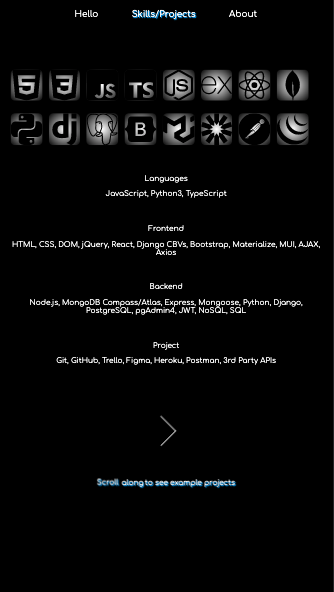 Hello Skills/Projects About
JS TS JS ex
dj B
Languages
JavaScript, Python3, TypeScript
Frontend
HTML, CSS, DOM, jQuery, React, Django CBVs, Bootstrap, Materialize, MUI, AJAX,
Axios
Backend
Node.js, MongoDB Compass/Atlas, Express, Mongoose, Python, Django,
PostgreSQL, pgAdmin4, JWT, NoSQL, SQL
Project
Git, GitHub, Trello, Figma, Heroku, Postman, 3rd Party APIs
Scroll along to see example projects